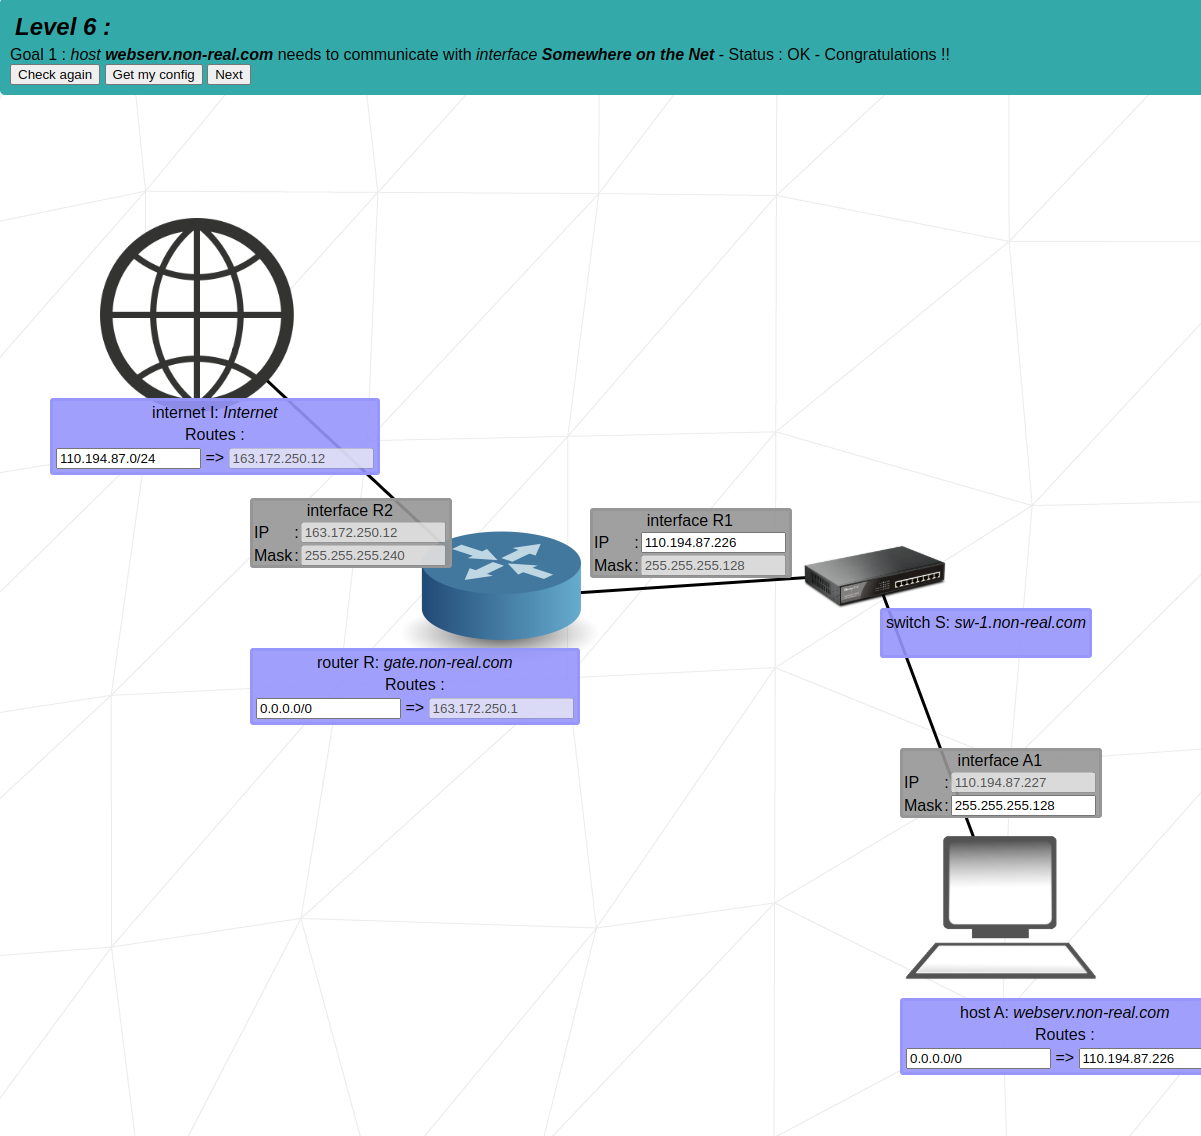 Level 6 :
Goal 1 : host webserv.non-real.com needs to communicate with interface Somewhere on the Net - Status : OK - Congratulations !!
Check again Get my config Next
internet I: Internet
Routes :
110.194.87.0/24 => 163.172.250.12
interface R2
IP : 163.172.250.12
Mask : 255.255.255.240
interface R1
IP : 110.194.87.226
Mask : 255.255.255.128
switch S: sw-1.non-real.com
router R: gate.non-real.com
Routes :
0.0.0.0/0 => 163.172.250.1
interface A1
IP : 110.194.87.227
Mask : 255.255.255.128
host A: webserv.non-real.com
Routes :
0.0.0.0/0 => 110.194.87.226